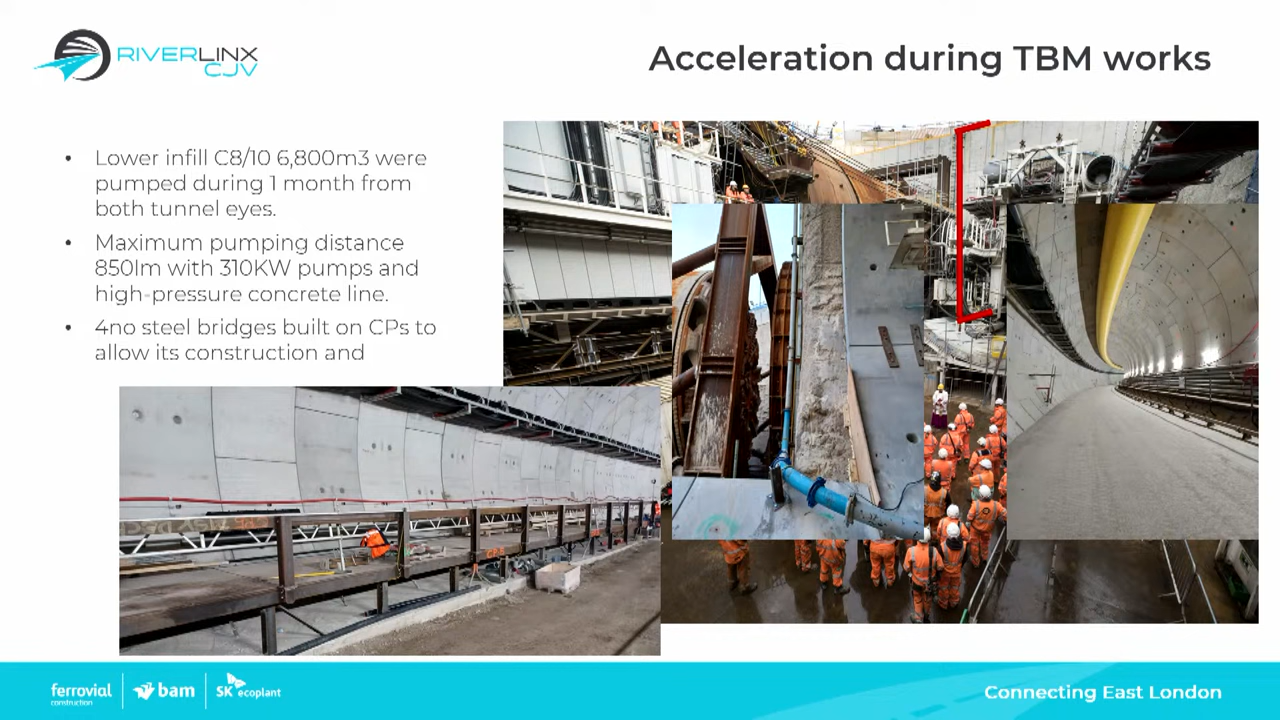 RIVERLINX
CJV
Acceleration during TBM works
• Lower infill C8/10 6,800m3 were
pumped during 1 month from
both tunnel eyes.
• Maximum pumping distance
850lm with 310KW pumps and
high-pressure concrete line.
• 4no steel bridges built on CPs to
allow its construction and
ferrovial
construction
bam
SK ecoplant
Connecting East London